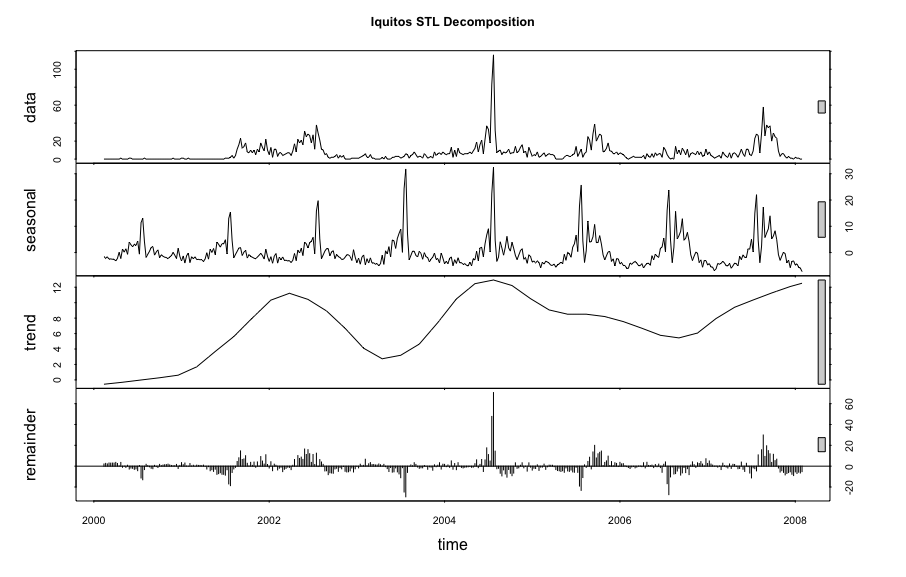 Iquitos STL Decomposition
data
0 20 60 100
seasonal
0 10 20 30
trend
0 2 4 6 8 12
remainder
-20 0 20 40 60
2000 2002 2004 2006 2008
time